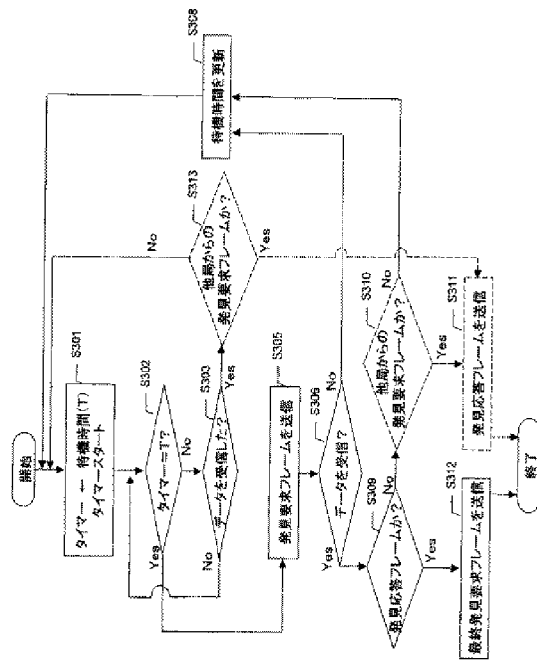 開始
S301
タイマー ← 待機時間(T)
タイマースタート
S302
タイマー=T?
Yes
No
S303
データを受信した?
No
Yes
S313
他局からの
発見要求フレームか?
No
Yes
S308
待機時間を更新
S305
発見要求フレームを送信
S306
データを受信?
No
Yes
S309
発見応答フレームか?
No
Yes
S310
他局からの
発見要求フレームか?
No
Yes
S311
発見応答フレームを送信
S312
最終発見要求フレームを送信
終了